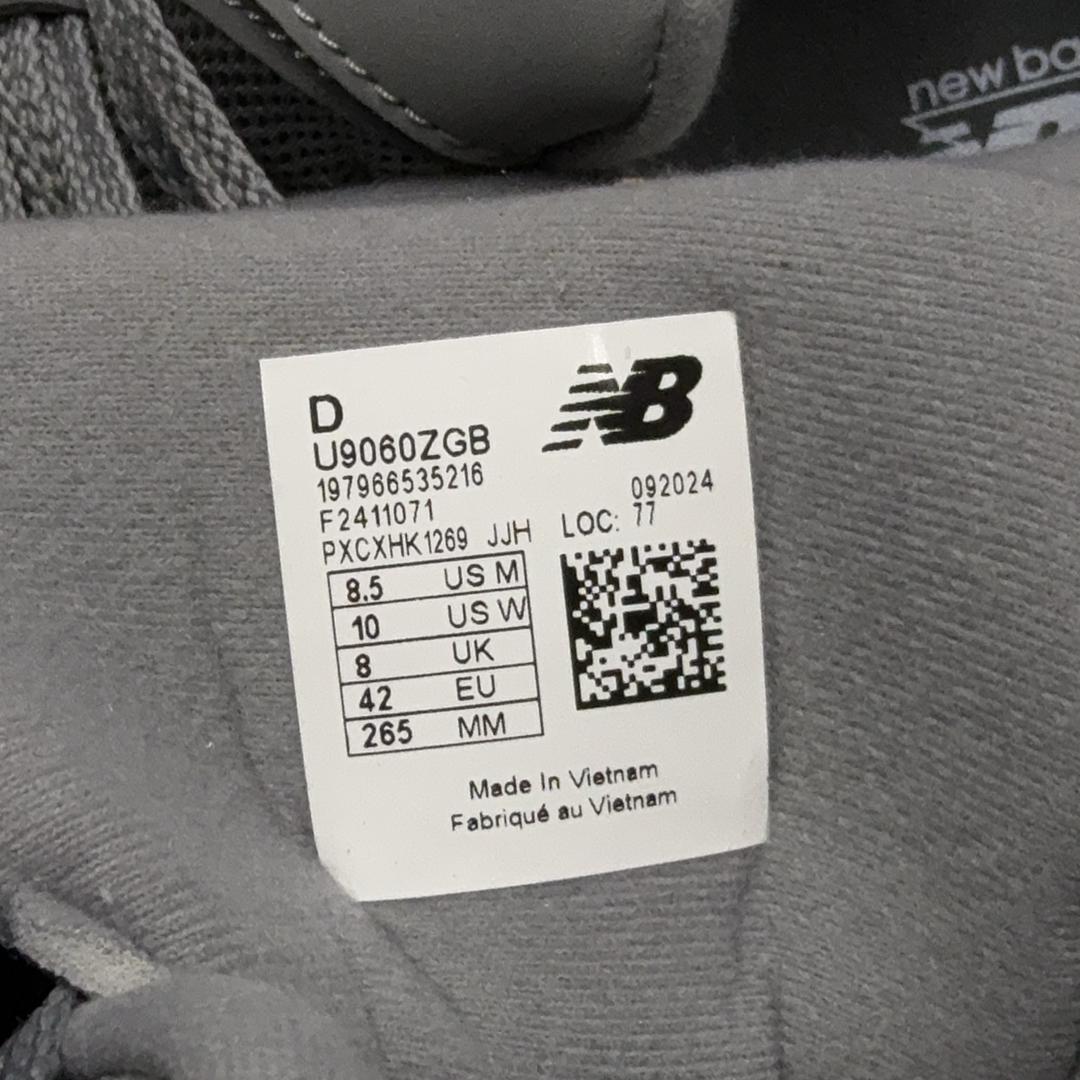 new ba
D
NB
U9060ZGB
197966535216
092024
F2411071
LOC: 77
PXCXHK1269 JJH
8.5 US M
10 US W
8 UK
42 EU
265 MM
Made In Vietnam
Fabriqué au Vietnam